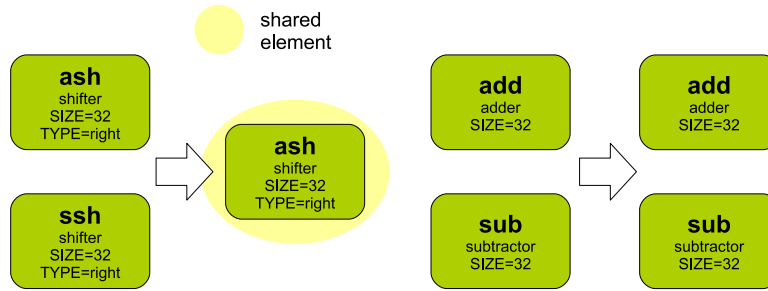 shared
element
ash
shifter
SIZE=32
TYPE=right
ssh
shifter
SIZE=32
TYPE=right
ash
shifter
SIZE=32
TYPE=right
add
adder
SIZE=32
sub
subtractor
SIZE=32
add
adder
SIZE=32
sub
subtractor
SIZE=32